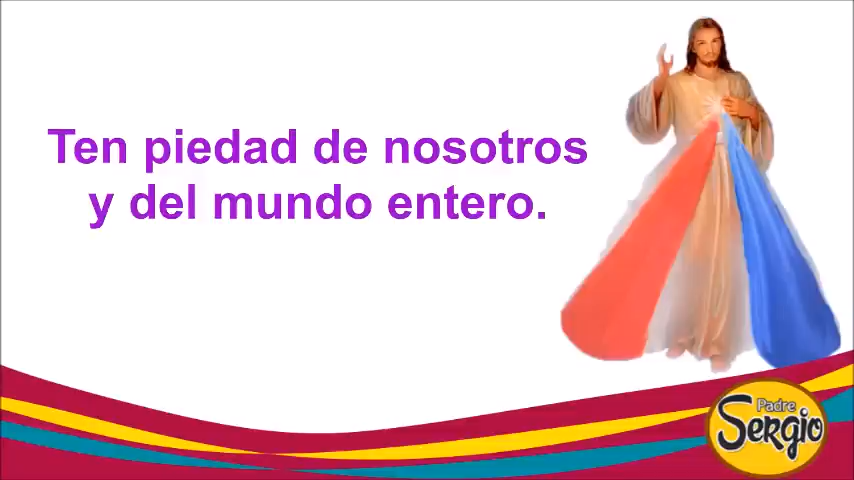 Ten piedad de nosotros
y del mundo entero.
Padre
Sergio